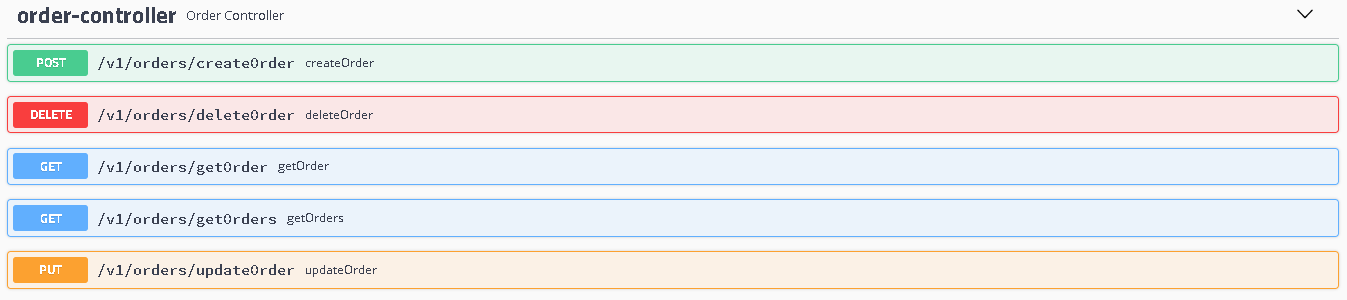 order-controller Order Controller
POST /v1/orders/createOrder createOrder
DELETE /v1/orders/deleteOrder deleteOrder
GET /v1/orders/getOrder getOrder
GET /v1/orders/getOrders getOrders
PUT /v1/orders/updateOrder updateOrder